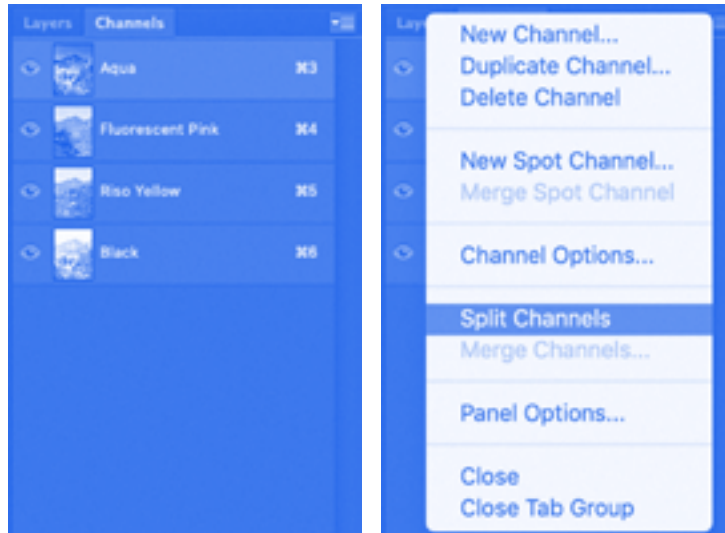 Layers Channels
Aqua ⌘3
Fluorescent Pink ⌘4
Riso Yellow ⌘5
Black ⌘6
Lay
New Channel...
Duplicate Channel...
Delete Channel
New Spot Channel...
Merge Spot Channel
Channel Options...
Split Channels
Merge Channels...
Panel Options...
Close
Close Tab Group